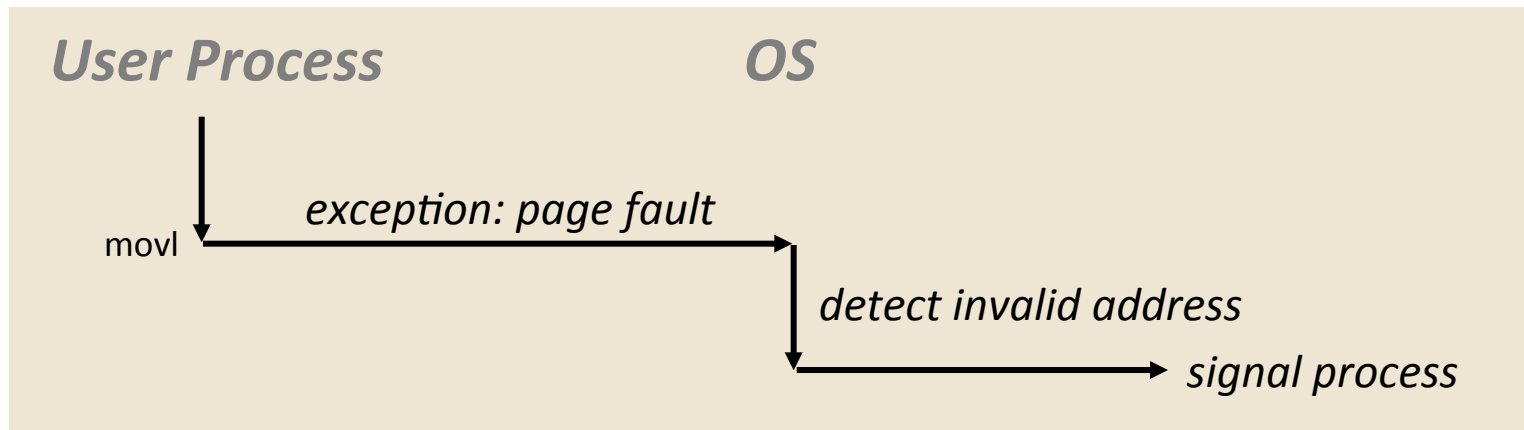 User Process
OS
exception: page fault
movl
detect invalid address
signal process